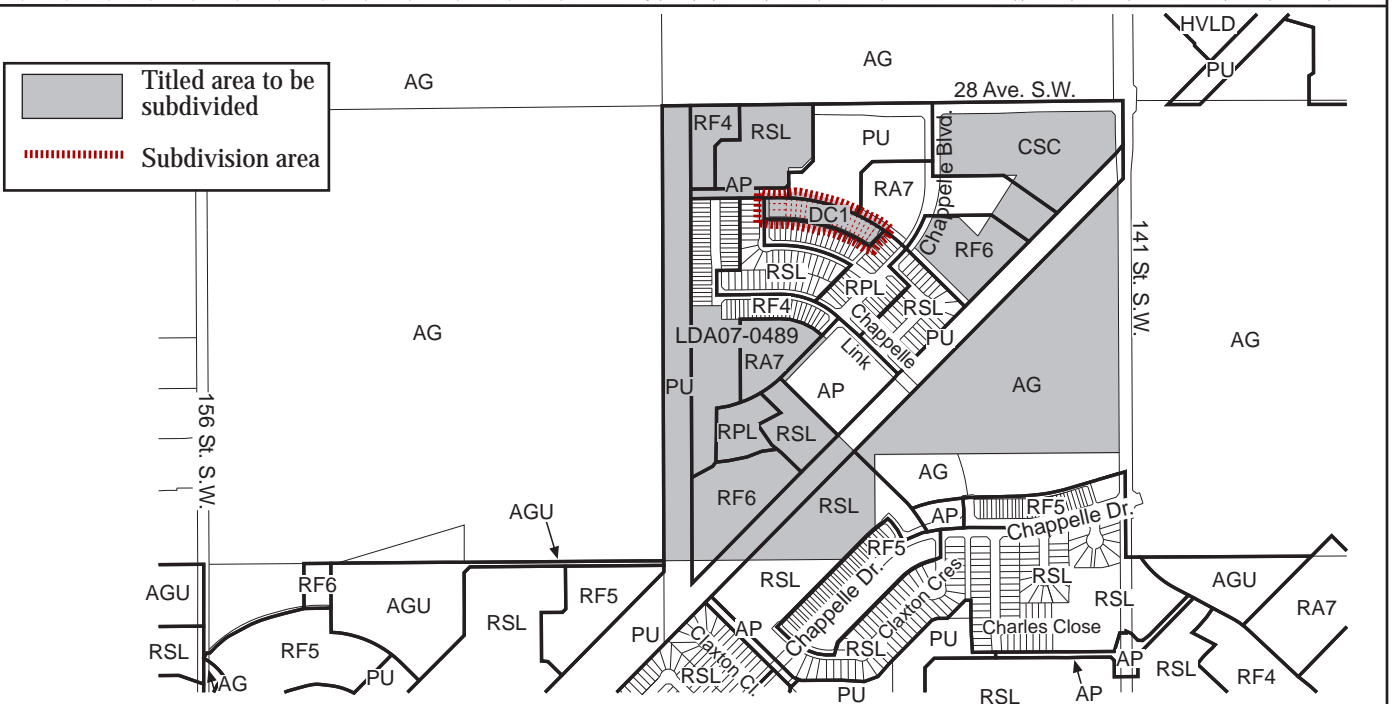 Titled area to be
subdivided
Subdivision area
AG
AG
28 Ave. S.W.
HVLD
PU
RF4
RSL
PU
Chappelle Blvd.
CSC
AP
RA7
DC1
RF6
141 St. S.W.
RSL
RPL
RSL
RF4
Chappelle
Link
PU
LDA07-0489
RA7
AG
AG
AG
PU
AP
156 St. S.W.
RPL
RSL
RF6
RSL
AG
AGU
AP
RF5
Chappelle Dr.
RF5
RSL
Chappelle Dr.
Claxton Cres.
RSL
RSL
AGU
RF6
AGU
RF5
RSL
AGU
RA7
PU
AP
Charles Close
PU
RSL
RSL
RF5
PU
AG
Claxton Cl.
RSL
PU
RSL
AP
AP
RSL
RF4